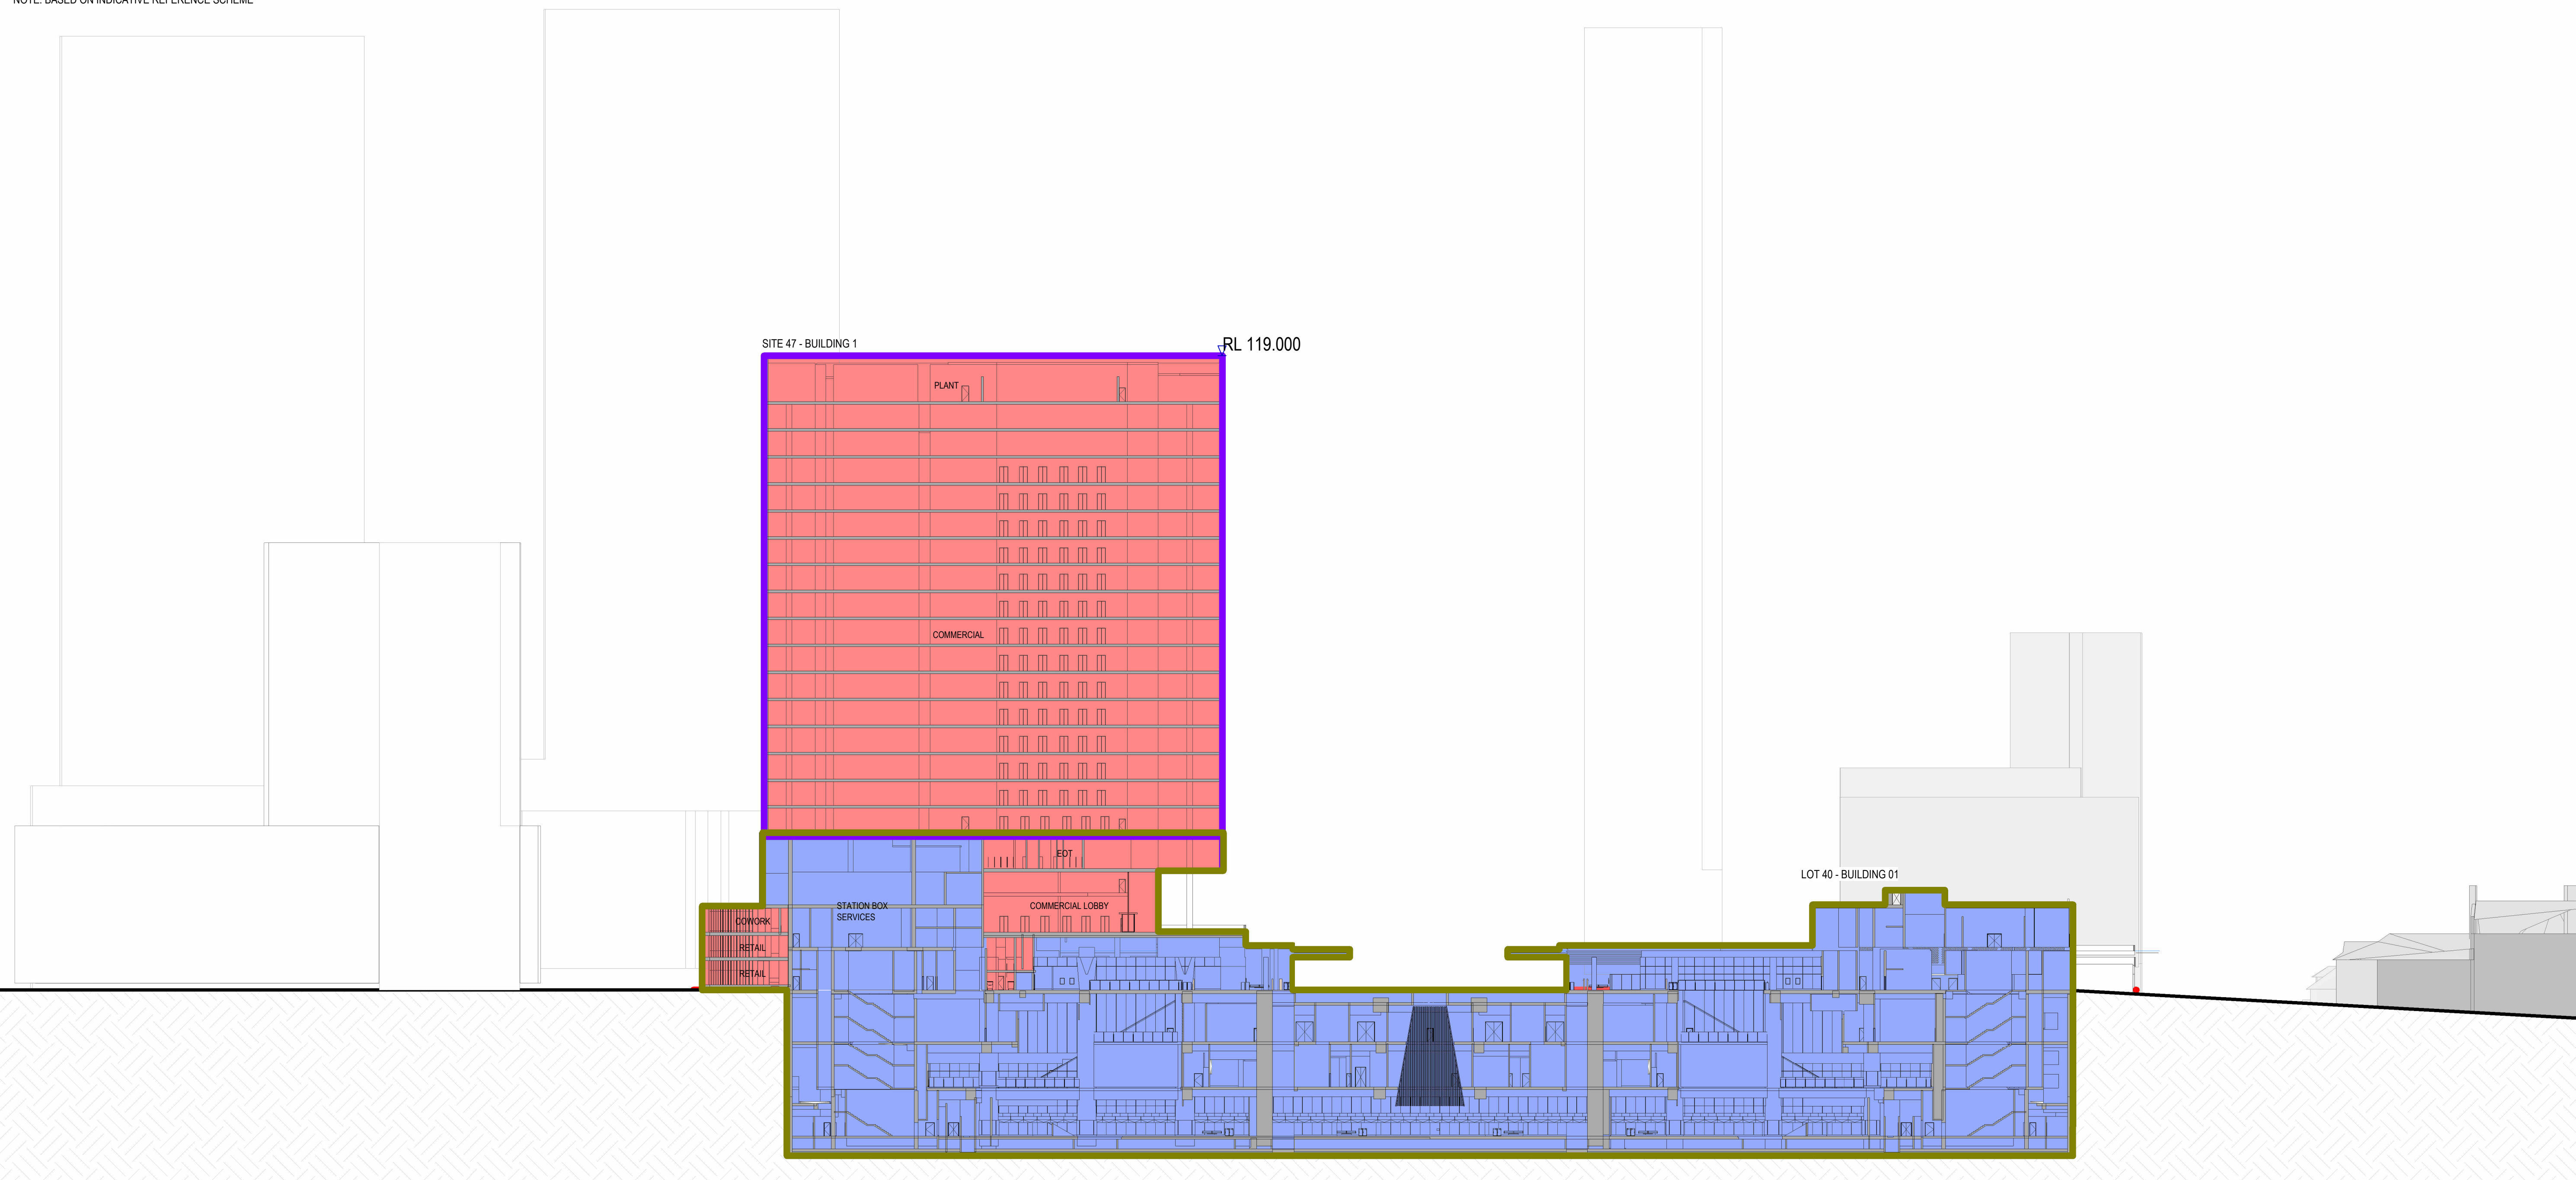 NOTE: BASED ON INDICATIVE REFERENCE SCHEME
SITE 47 - BUILDING 1
RL 119.000
PLANT
COMMERCIAL
EOT
LOT 40 - BUILDING 01
STATION BOX
SERVICES
COMMERCIAL LOBBY
COWORK
RETAIL
RETAIL